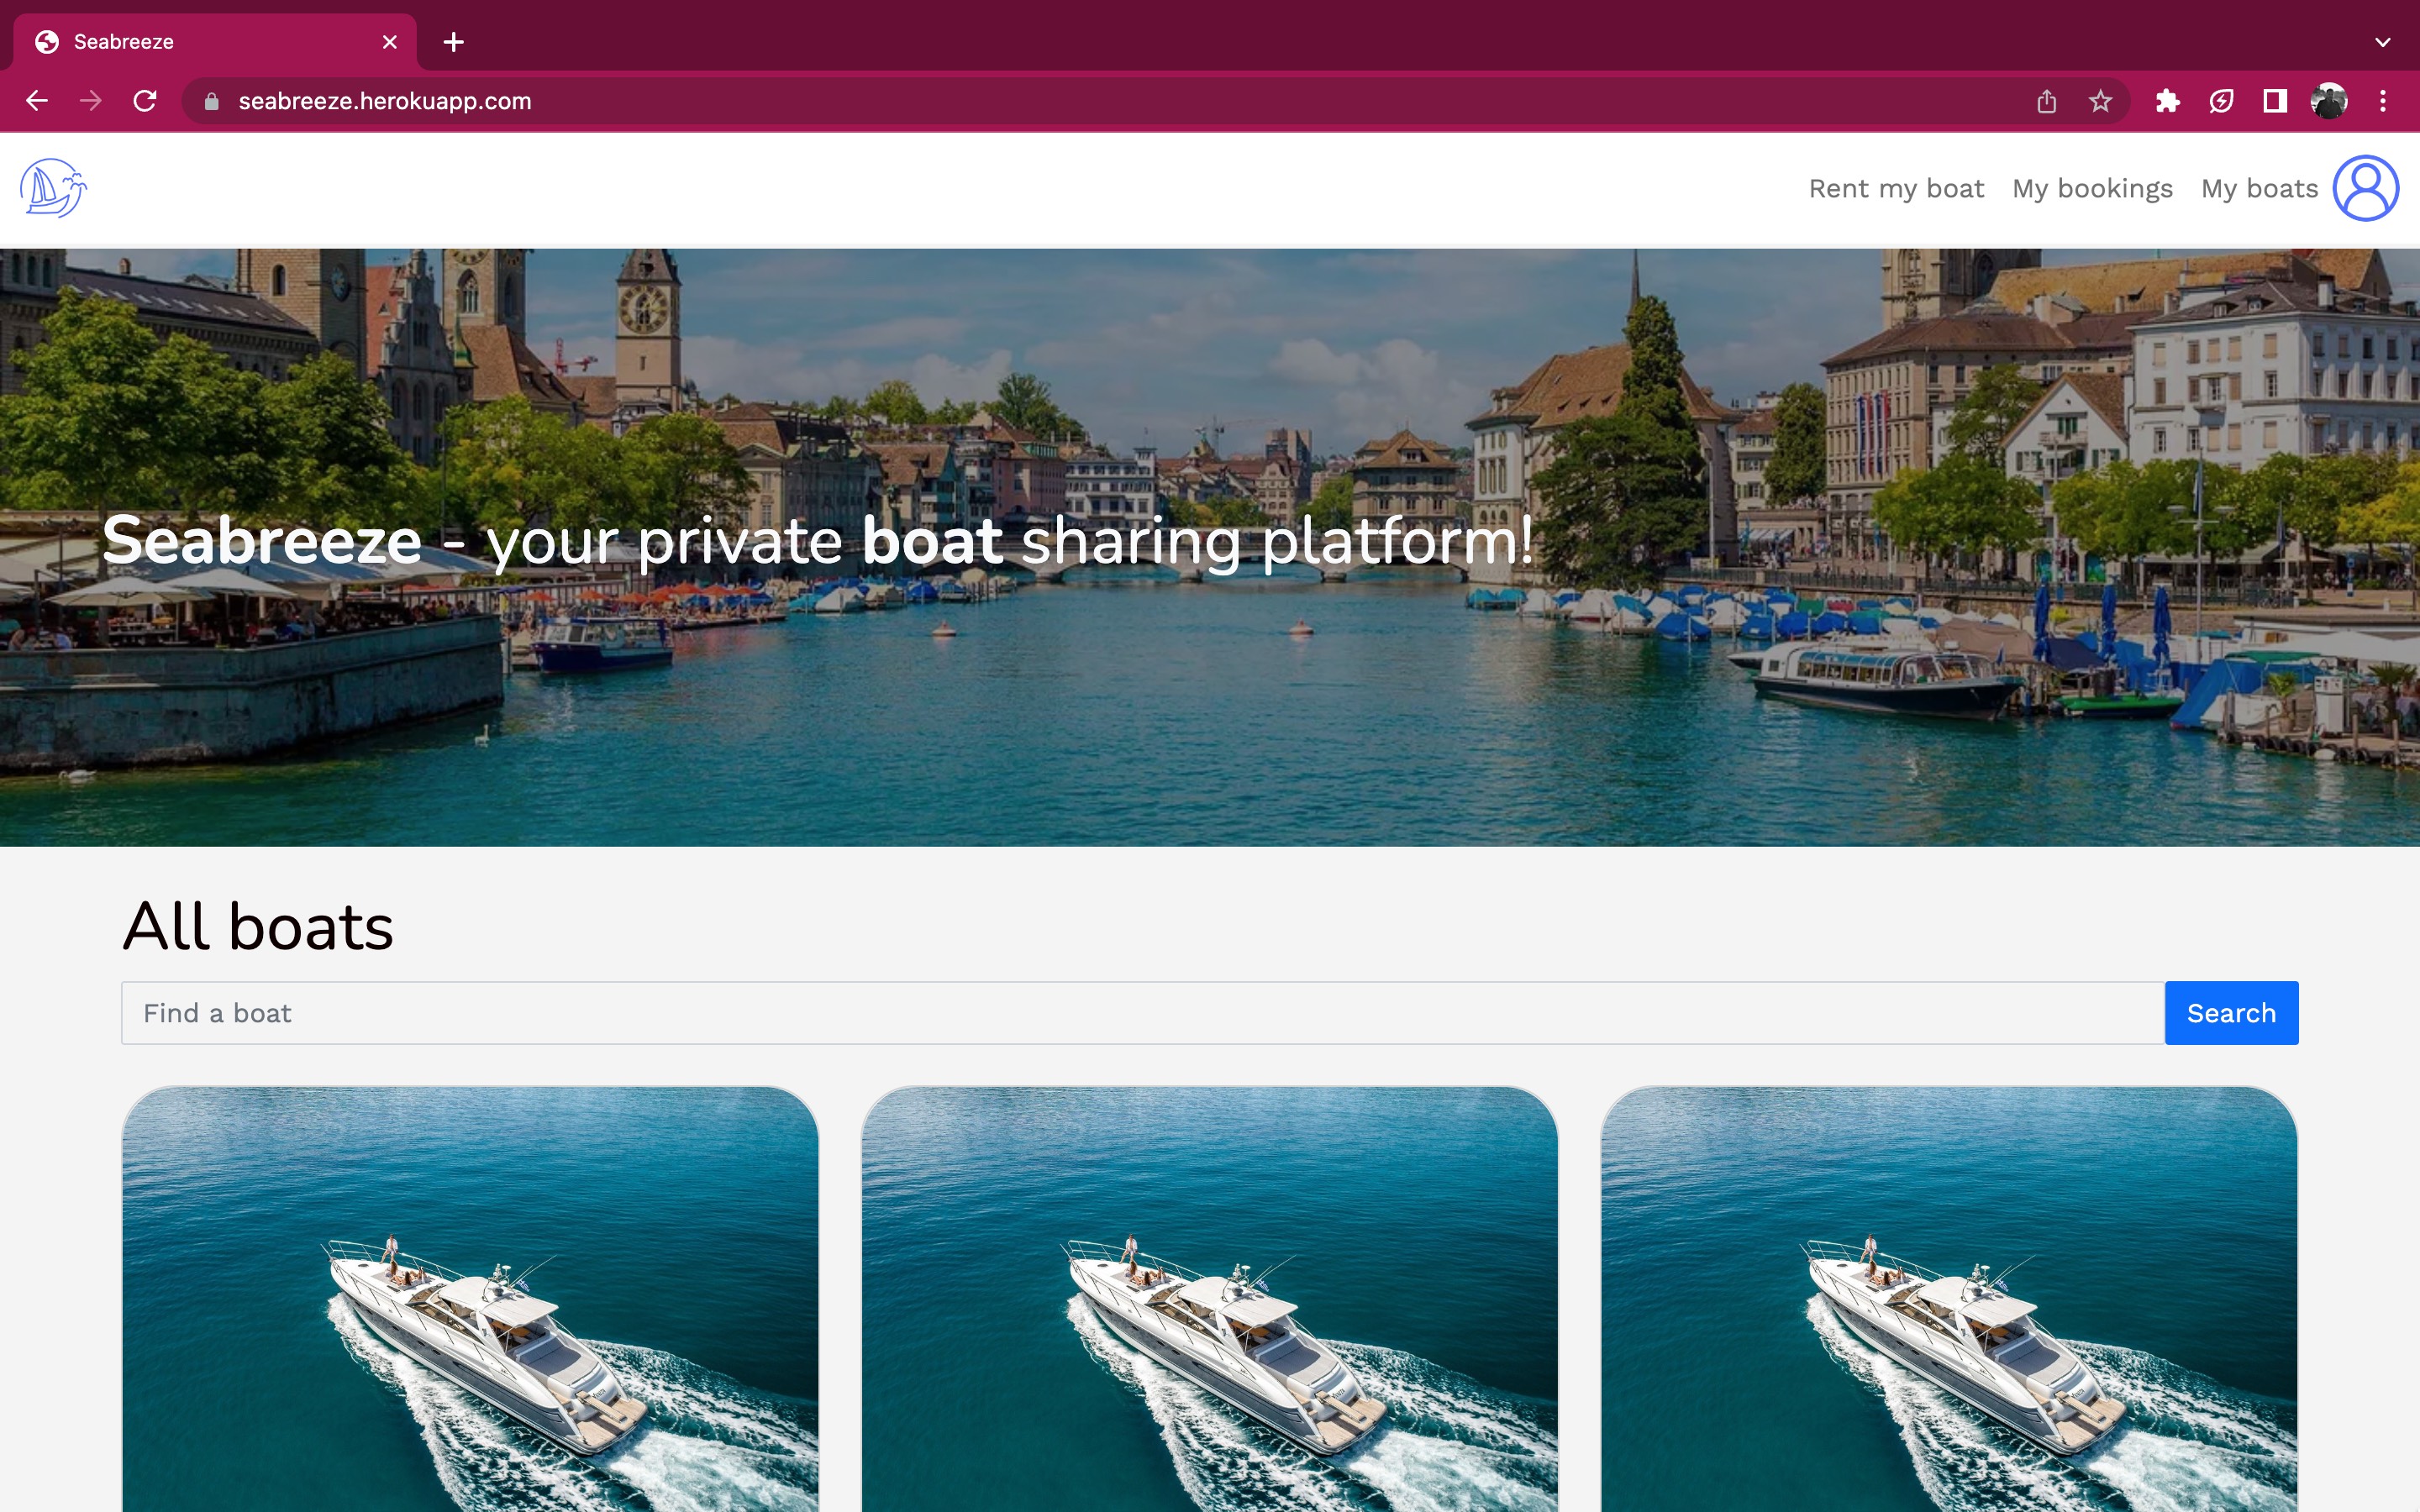 Seabreeze
seabreeze.herokuapp.com
Rent my boat My bookings My boats
Seabreeze - your private boat sharing platform!
All boats
Find a boat
Search